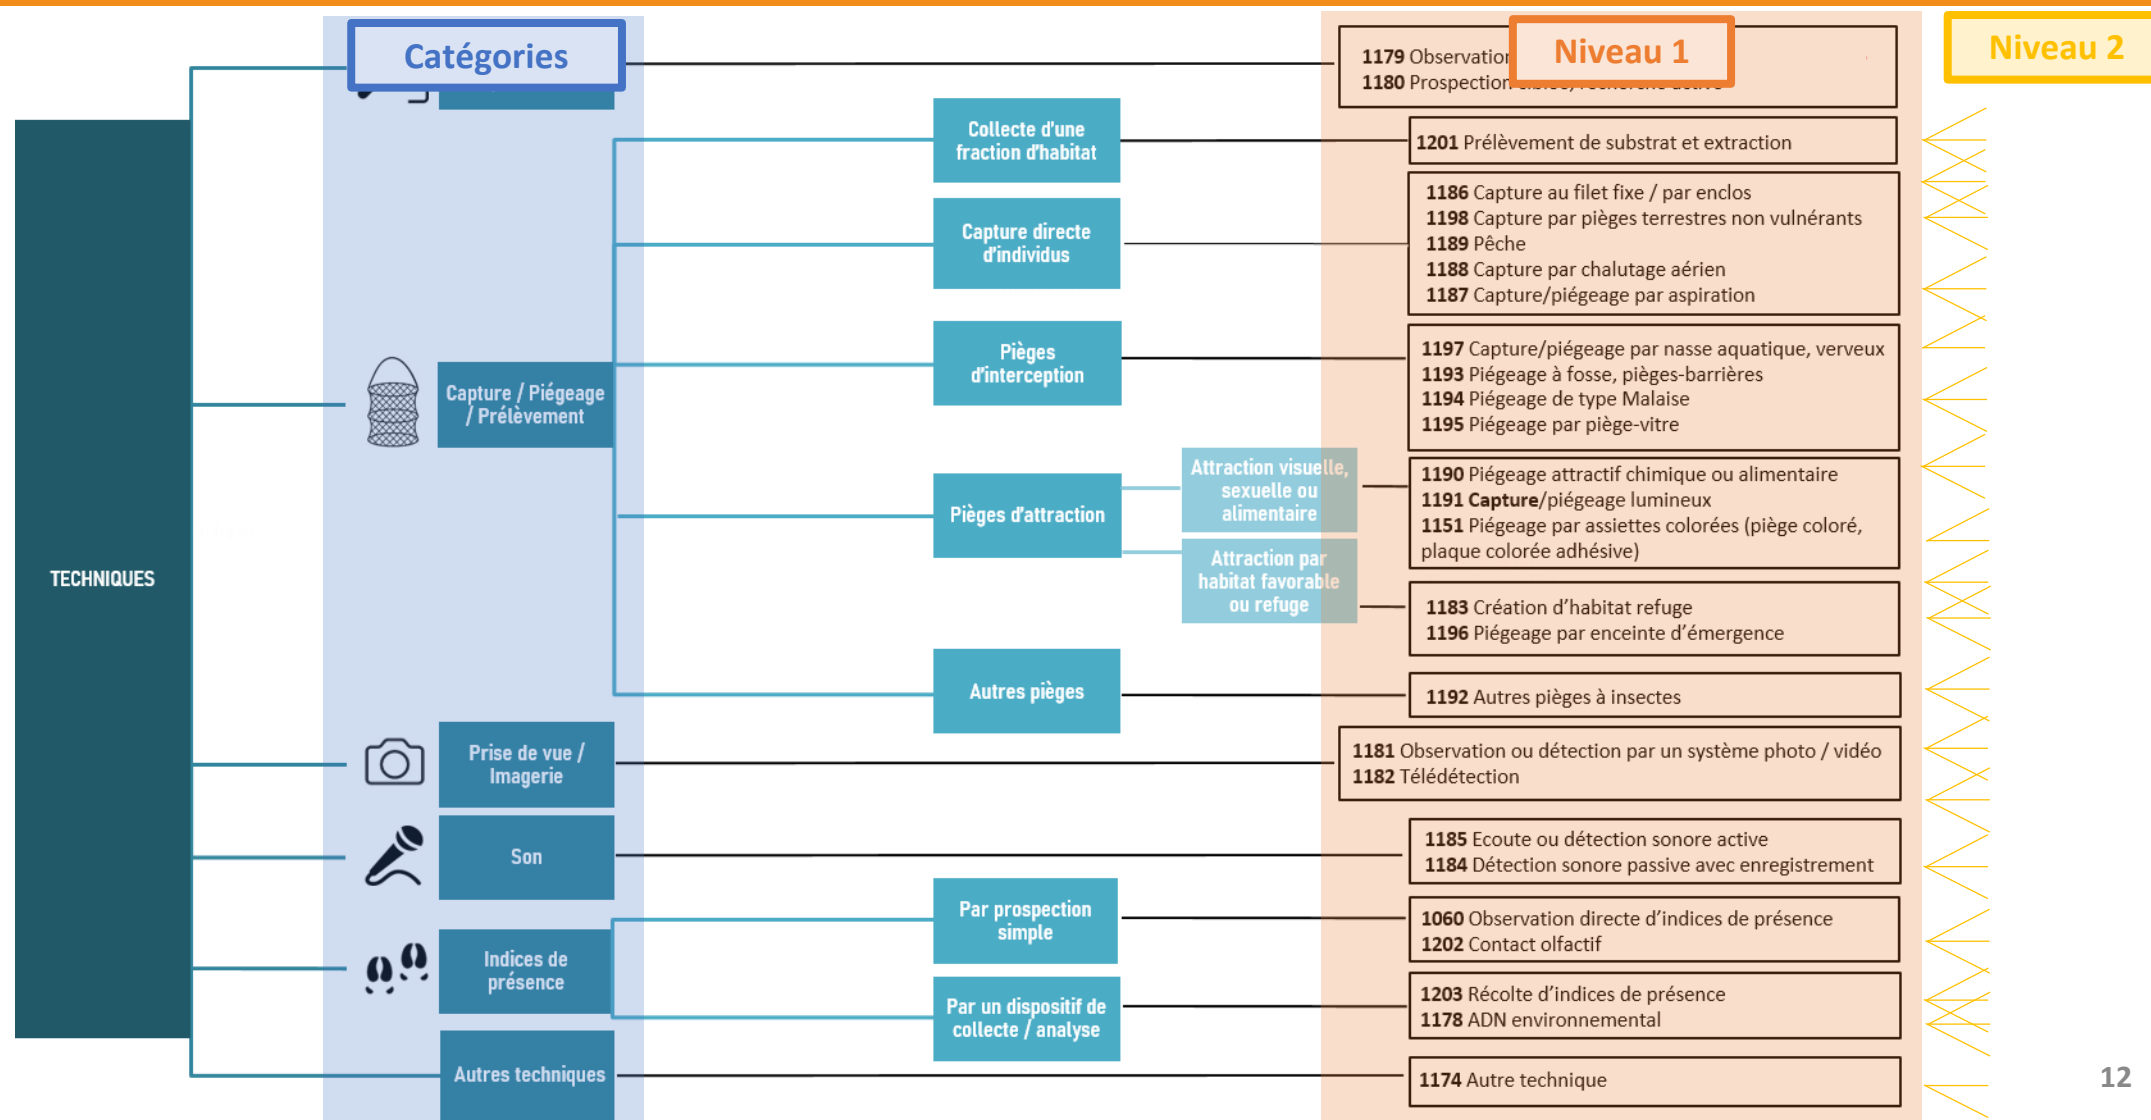 Catégories
Niveau 1
Niveau 2
1179 Observation
1180 Prospection
TECHNIQUES
Collecte d'une
fraction d'habitat
1201 Prélèvement de substrat et extraction
Capture directe
d'individus
1186 Capture au filet fixe / par enclos
1198 Capture par pièges terrestres non vulnérants
1189 Pêche
1188 Capture par chalutage aérien
1187 Capture/piégeage par aspiration
Capture / Piégeage
/ Prélèvement
Pièges
d'interception
1197 Capture/piégeage par nasse aquatique, verveux
1193 Piégeage à fosse, pièges-barrières
1194 Piégeage de type Malaise
1195 Piégeage par piège-vitre
Pièges d'attraction
Attraction visuelle,
sexuelle ou
alimentaire
1190 Piégeage attractif chimique ou alimentaire
1191 Capture/piégeage lumineux
1151 Piégeage par assiettes colorées (piège coloré,
plaque colorée adhésive)
Attraction par
habitat favorable
ou refuge
1183 Création d’habitat refuge
1196 Piégeage par enceinte d’émergence
Autres pièges
1192 Autres pièges à insectes
Prise de vue /
Imagerie
1181 Observation ou détection par un système photo / vidéo
1182 Télédétection
Son
1185 Ecoute ou détection sonore active
1184 Détection sonore passive avec enregistrement
Indices de
présence
Par prospection
simple
1060 Observation directe d’indices de présence
1202 Contact olfactif
Par un dispositif de
collecte / analyse
1203 Récolte d’indices de présence
1178 ADN environnemental
Autres techniques
1174 Autre technique
12